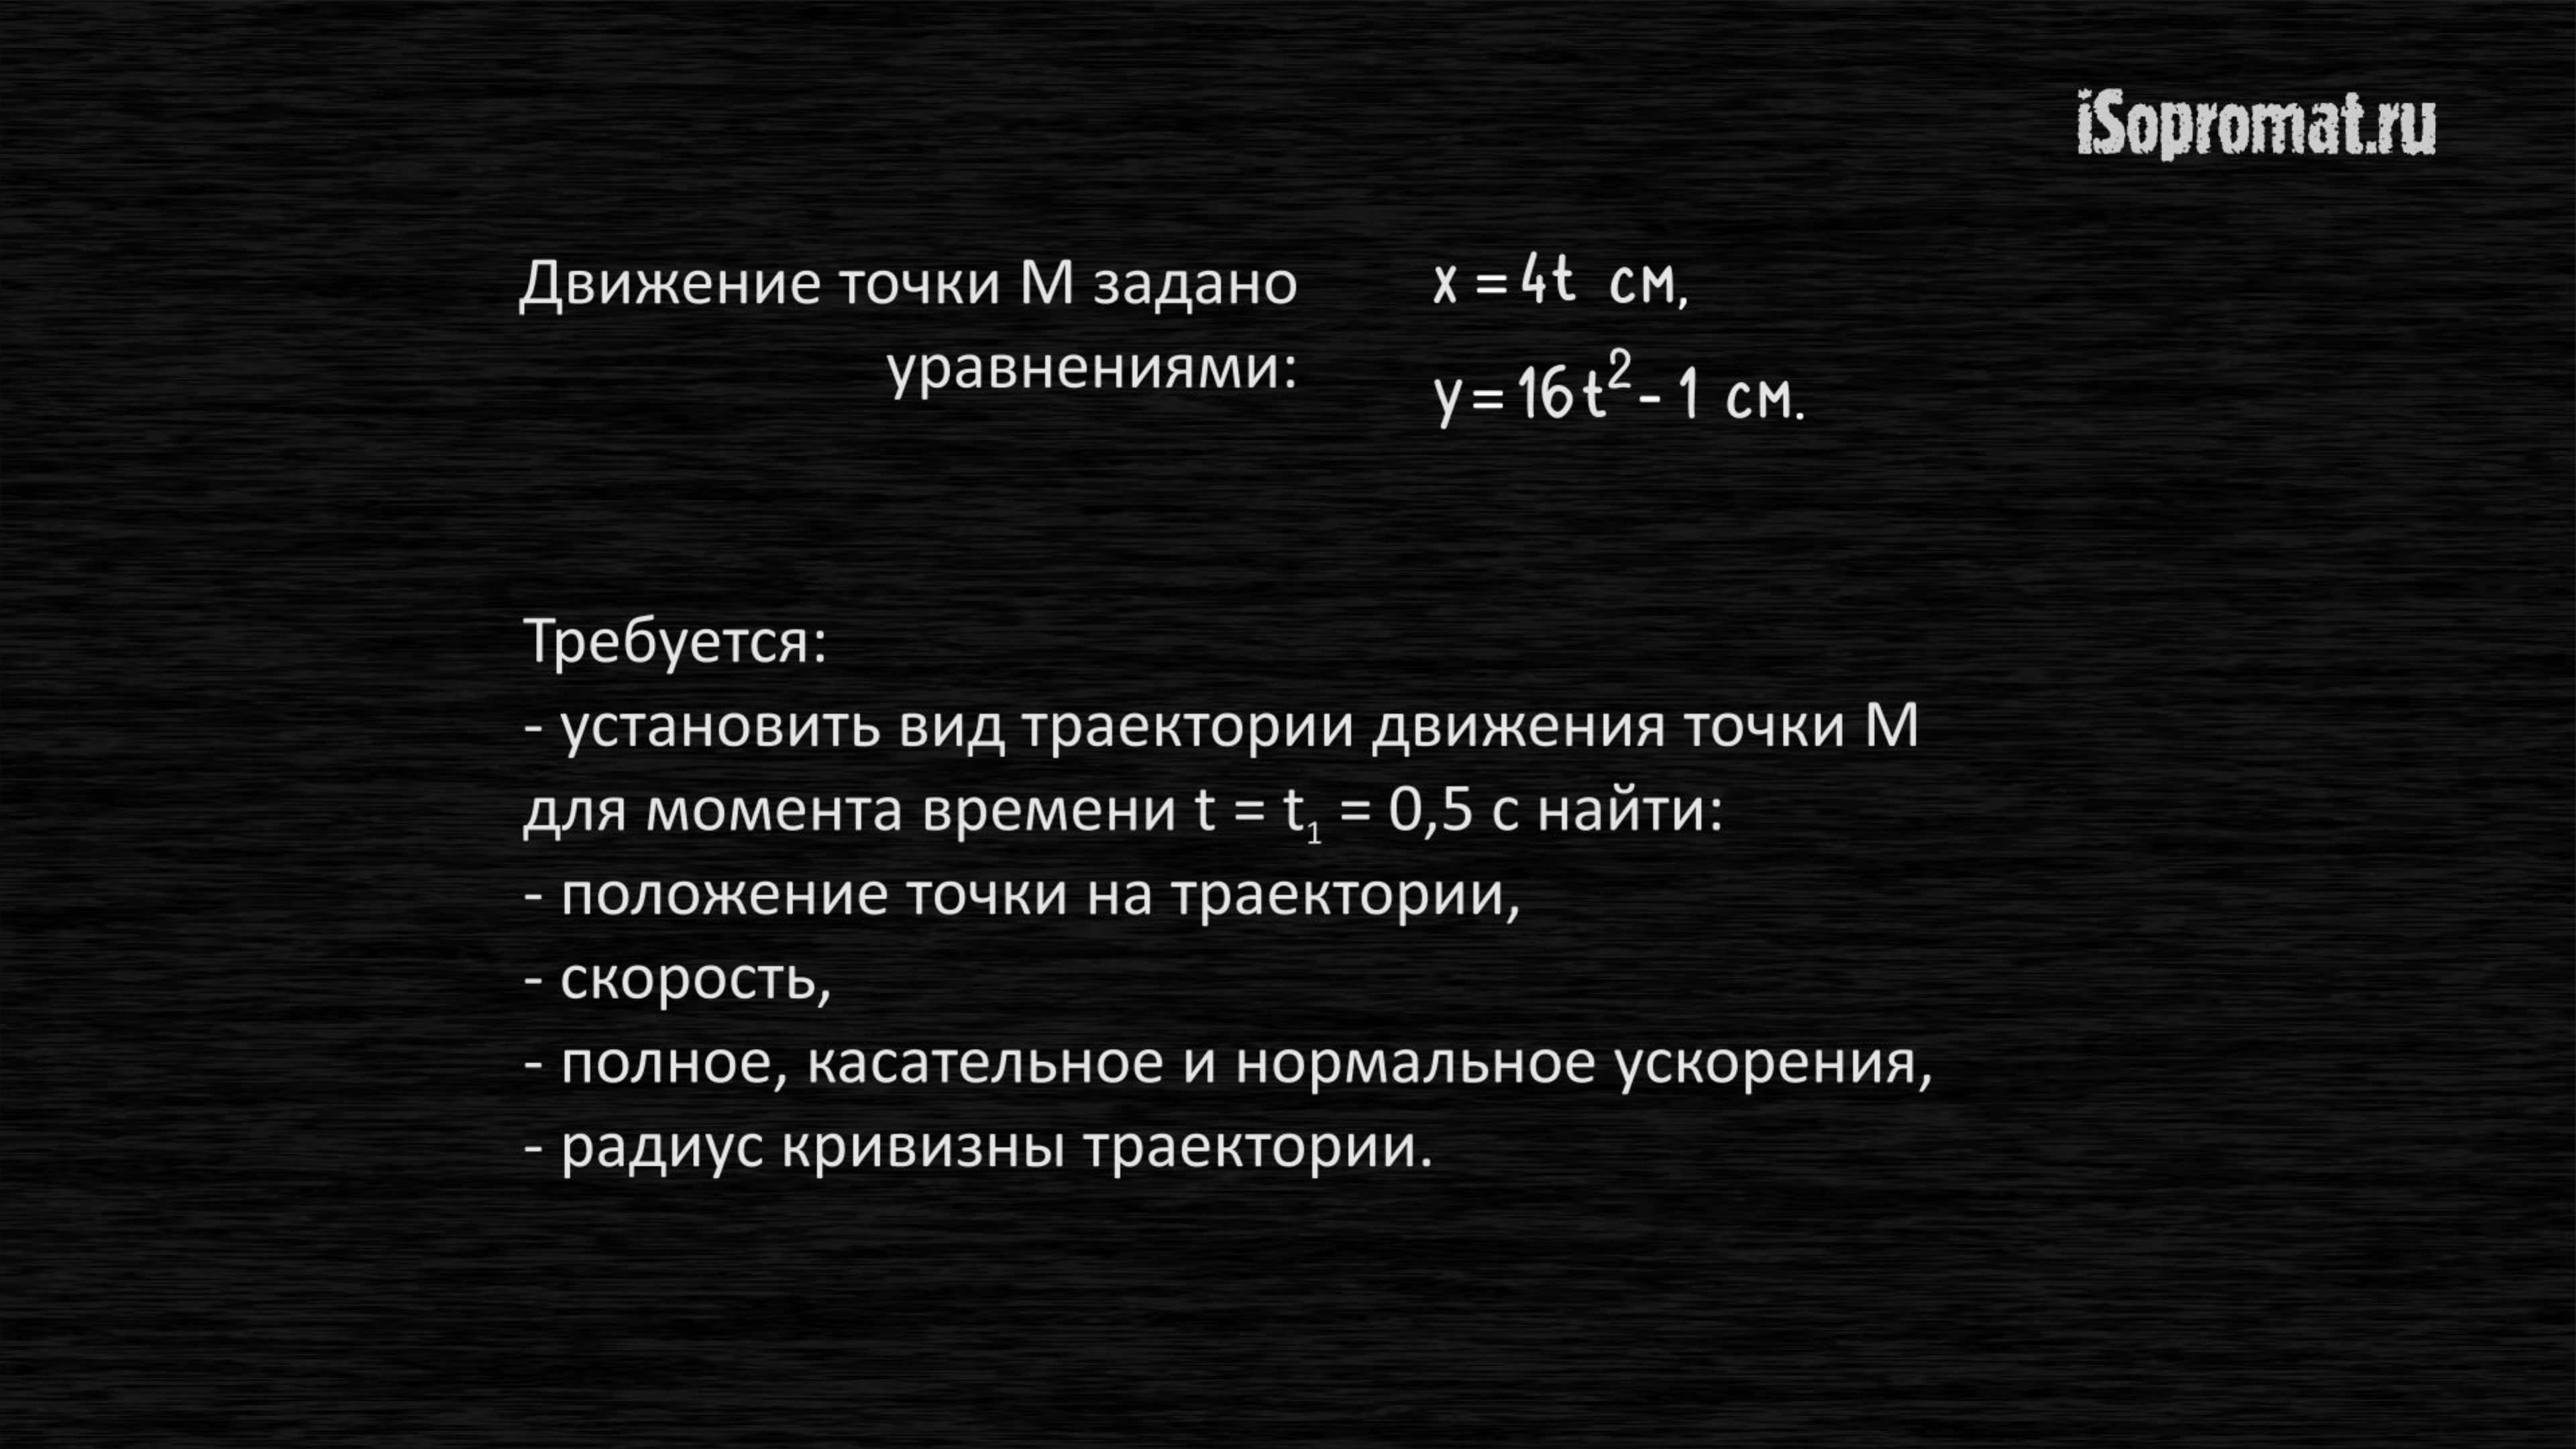 iSopromat.ru
Движение точки М задано x = 4t см,
уравнениями: y = 16t² - 1 см.
Требуется:
- установить вид траектории движения точки М
для момента времени t = t₁ = 0,5 с найти:
- положение точки на траектории,
- скорость,
- полное, касательное и нормальное ускорения,
- радиус кривизны траектории.